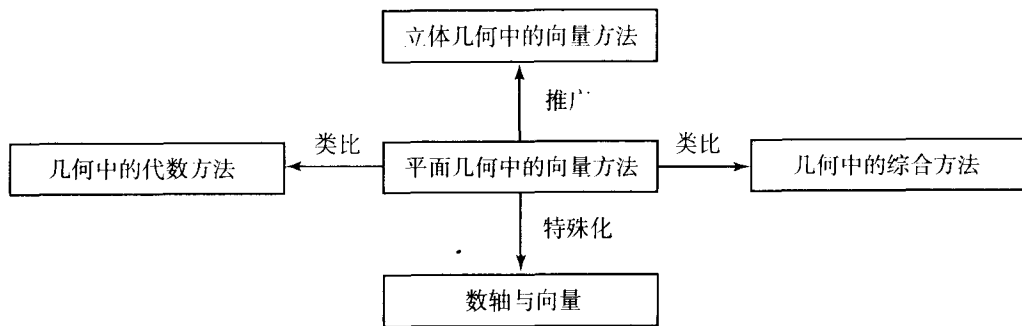 立体几何中的向量方法
推广
类比
类比
几何中的代数方法
平面几何中的向量方法
几何中的综合方法
特殊化
数轴与向量